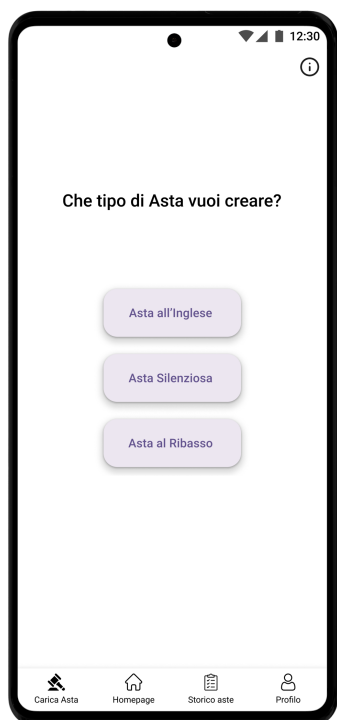 12:30
Che tipo di Asta vuoi creare?
Asta all'Inglese
Asta Silenziosa
Asta al Ribasso
Carica Asta
Homepage
Storico aste
Profilo